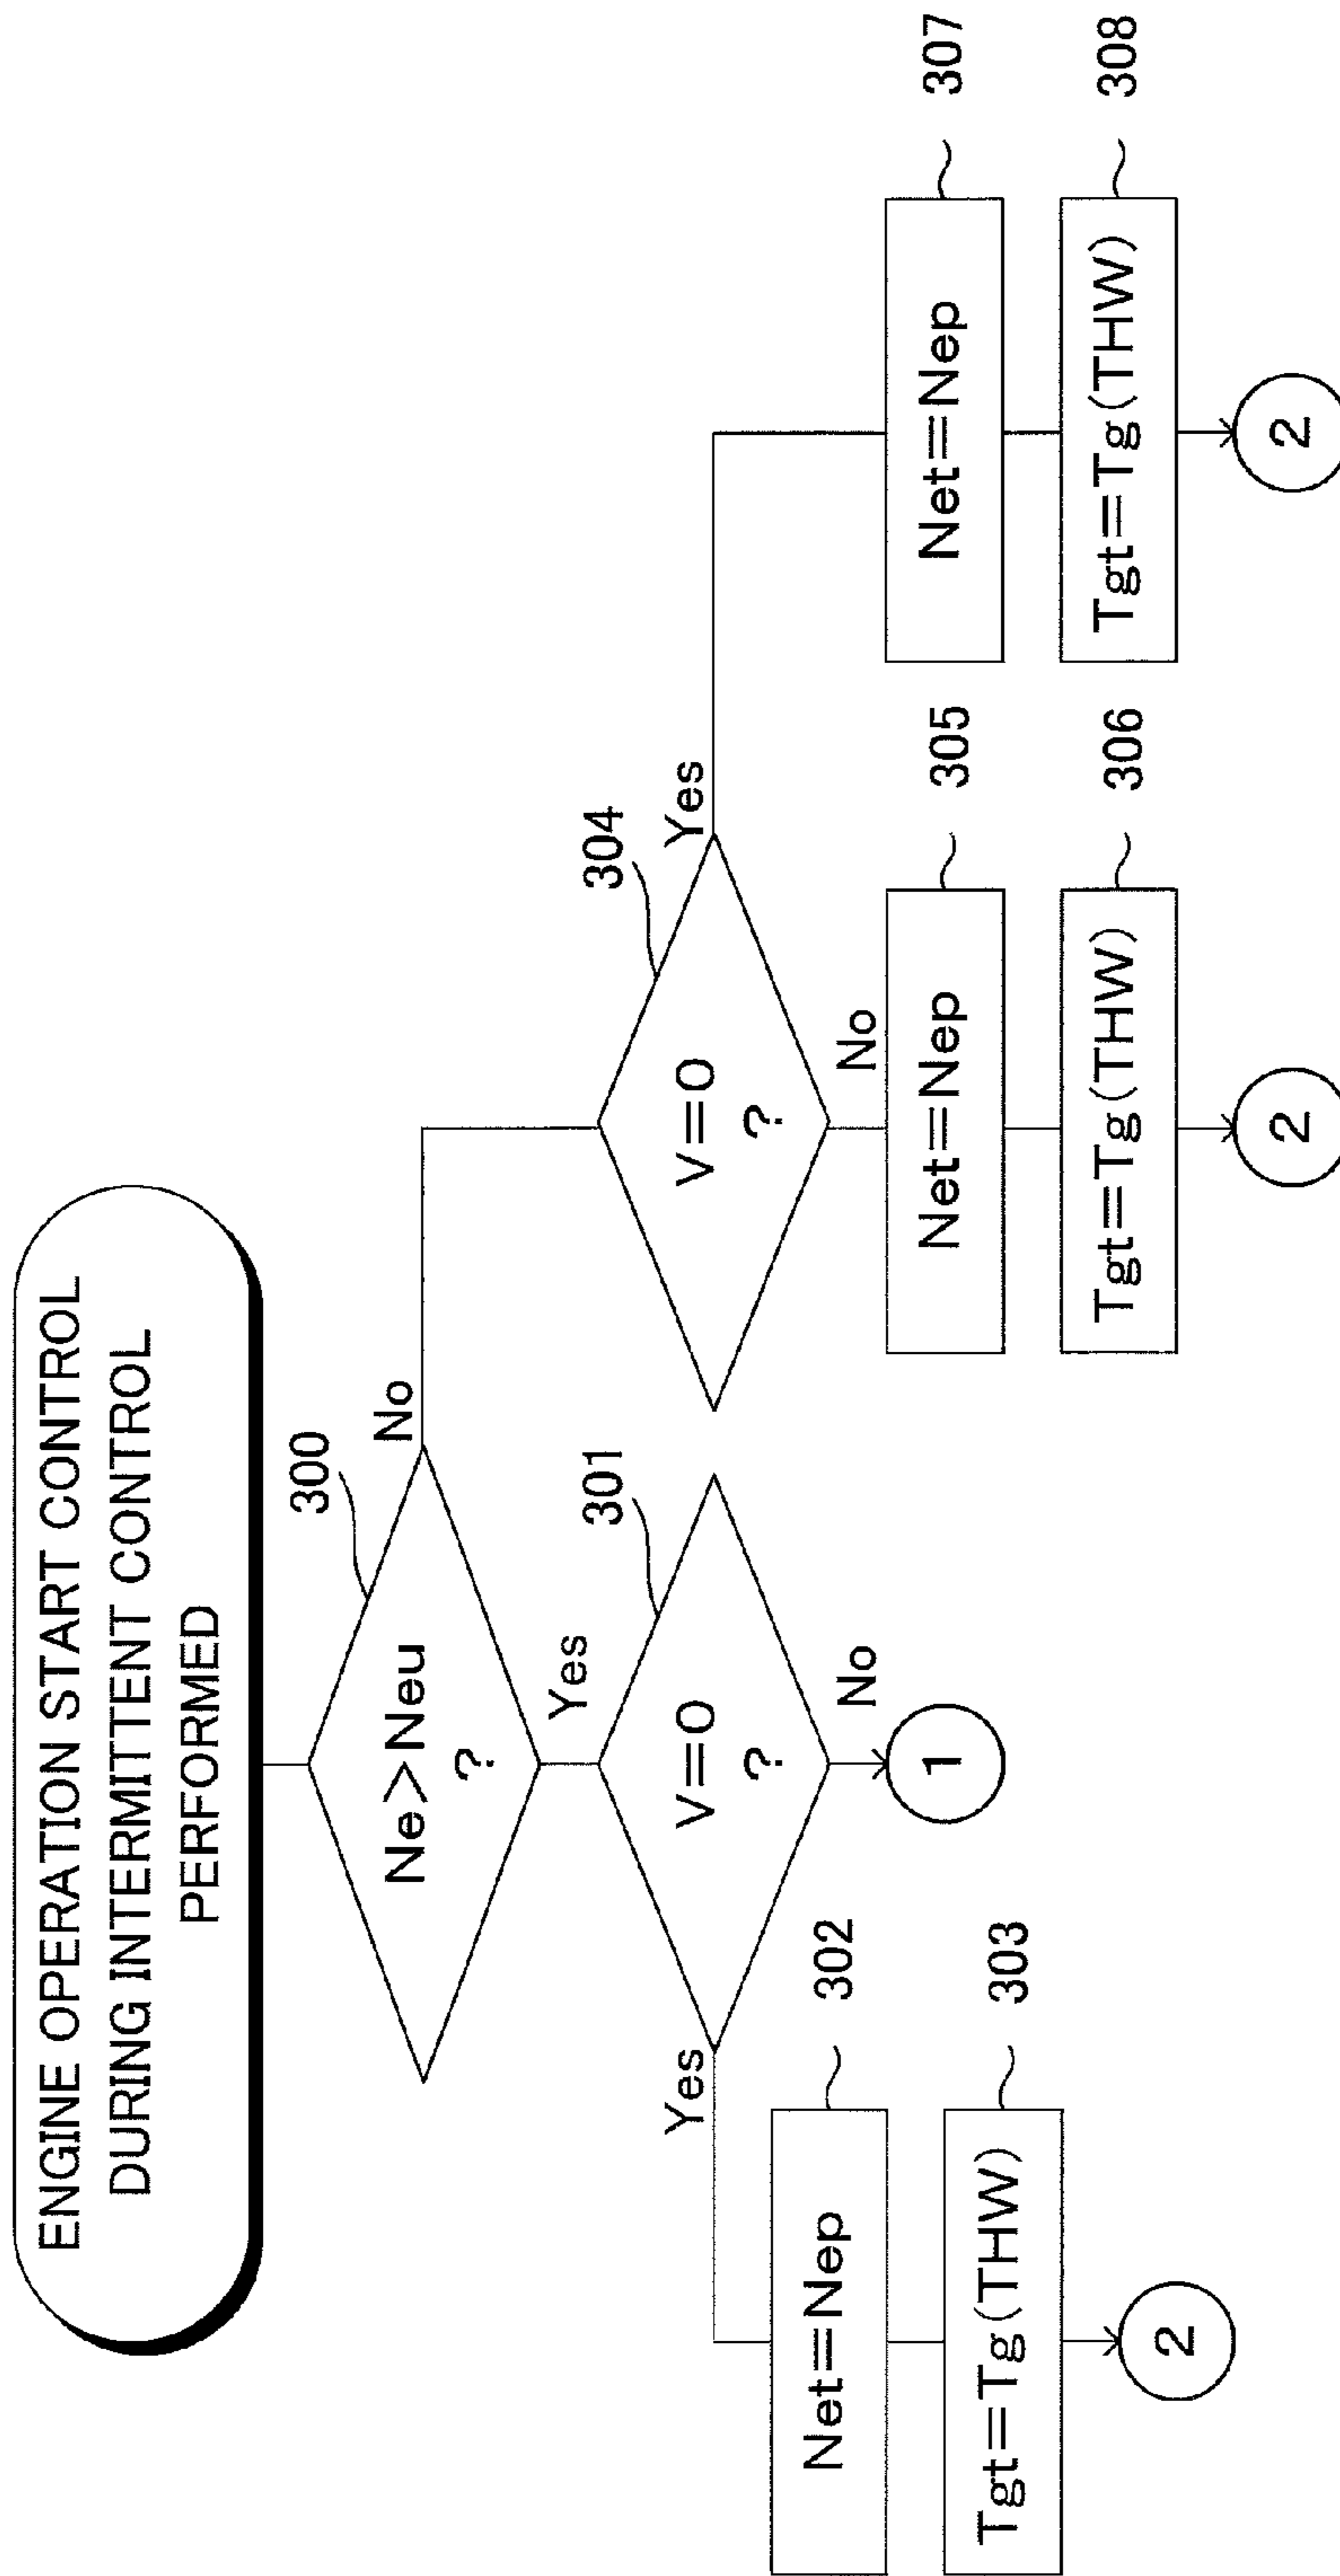 ENGINE OPERATION START CONTROL
DURING INTERMITTENT CONTROL
PERFORMED
300
Ne>Neu
?
No
Yes
301
V=0
?
Yes
No
1
302
Net=Nep
303
Tgt=Tg(THW)
2
304
V=0
?
Yes
No
305
Net=Nep
306
Tgt=Tg(THW)
2
307
Net=Nep
308
Tgt=Tg(THW)
2